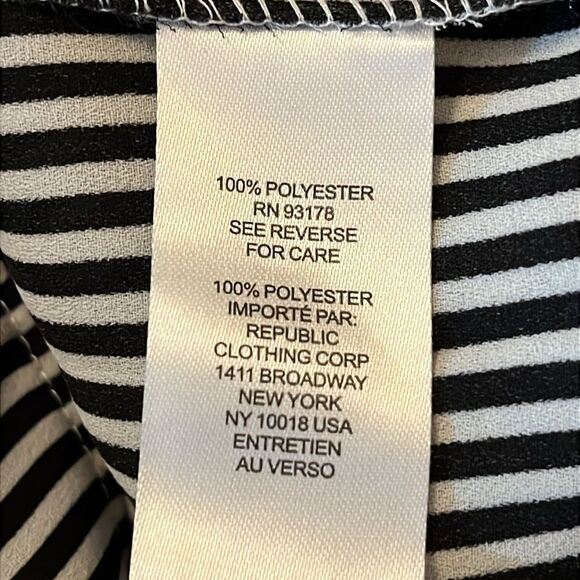 100% POLYESTER
RN 93178
SEE REVERSE
FOR CARE
100% POLYESTER
IMPORTÉ PAR:
REPUBLIC
CLOTHING CORP
1411 BROADWAY
NEW YORK
NY 10018 USA
ENTRETIEN
AU VERSO